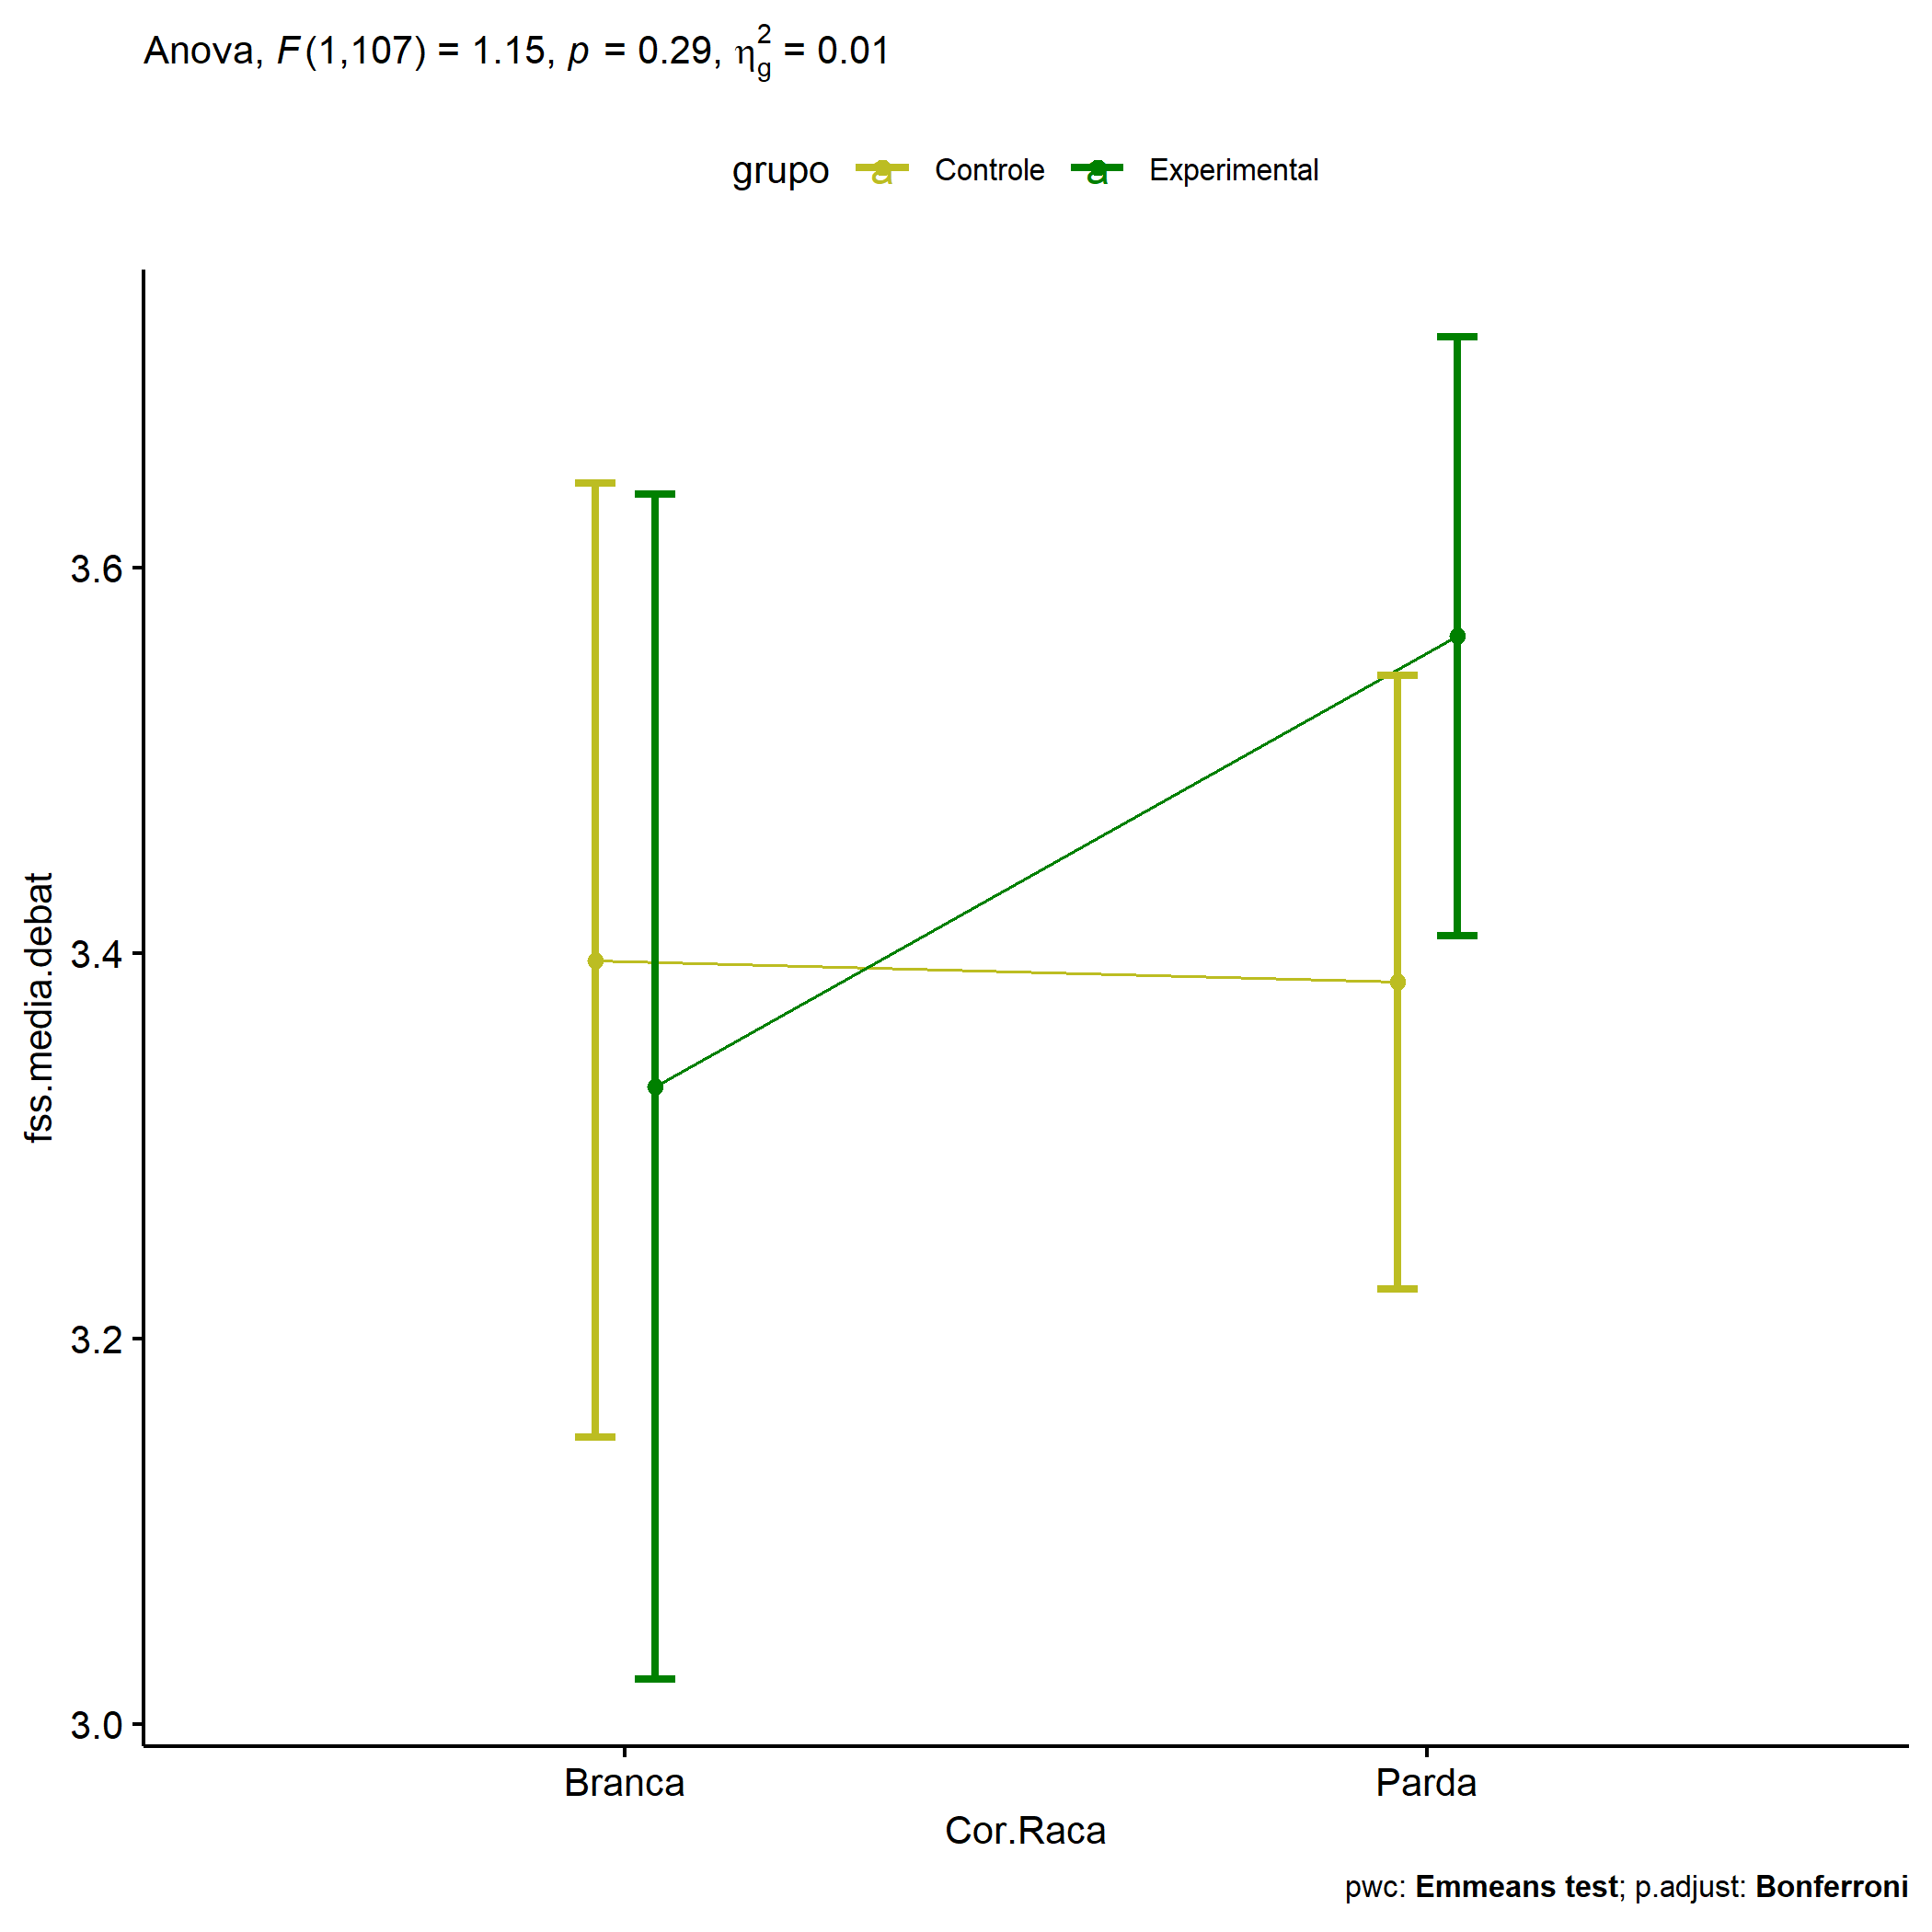 Anova, F(1,107) = 1.15, p = 0.29, η²g = 0.01
grupo a Controle a Experimental
3.6
3.4
3.2
3.0
fss.media.debat
Branca Parda
Cor.Raca
pwc: Emmeans test; p.adjust: Bonferroni